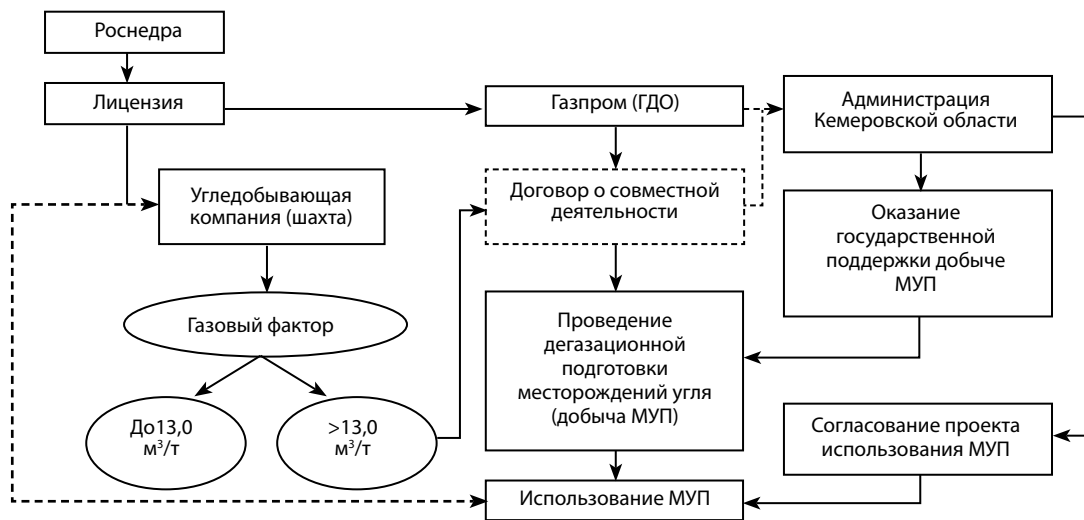 Роснедра
Лицензия
Газпром (ГДО)
Администрация
Кемеровской области
Угледобывающая
компания (шахта)
Договор о совместной
деятельности
Оказание
государственной
поддержки добыче
МУП
Газовый фактор
Проведение
дегазационной
подготовки
месторождений угля
(добыча МУП)
До13,0
м³/т
>13,0
м³/т
Согласование проекта
использования МУП
Использование МУП